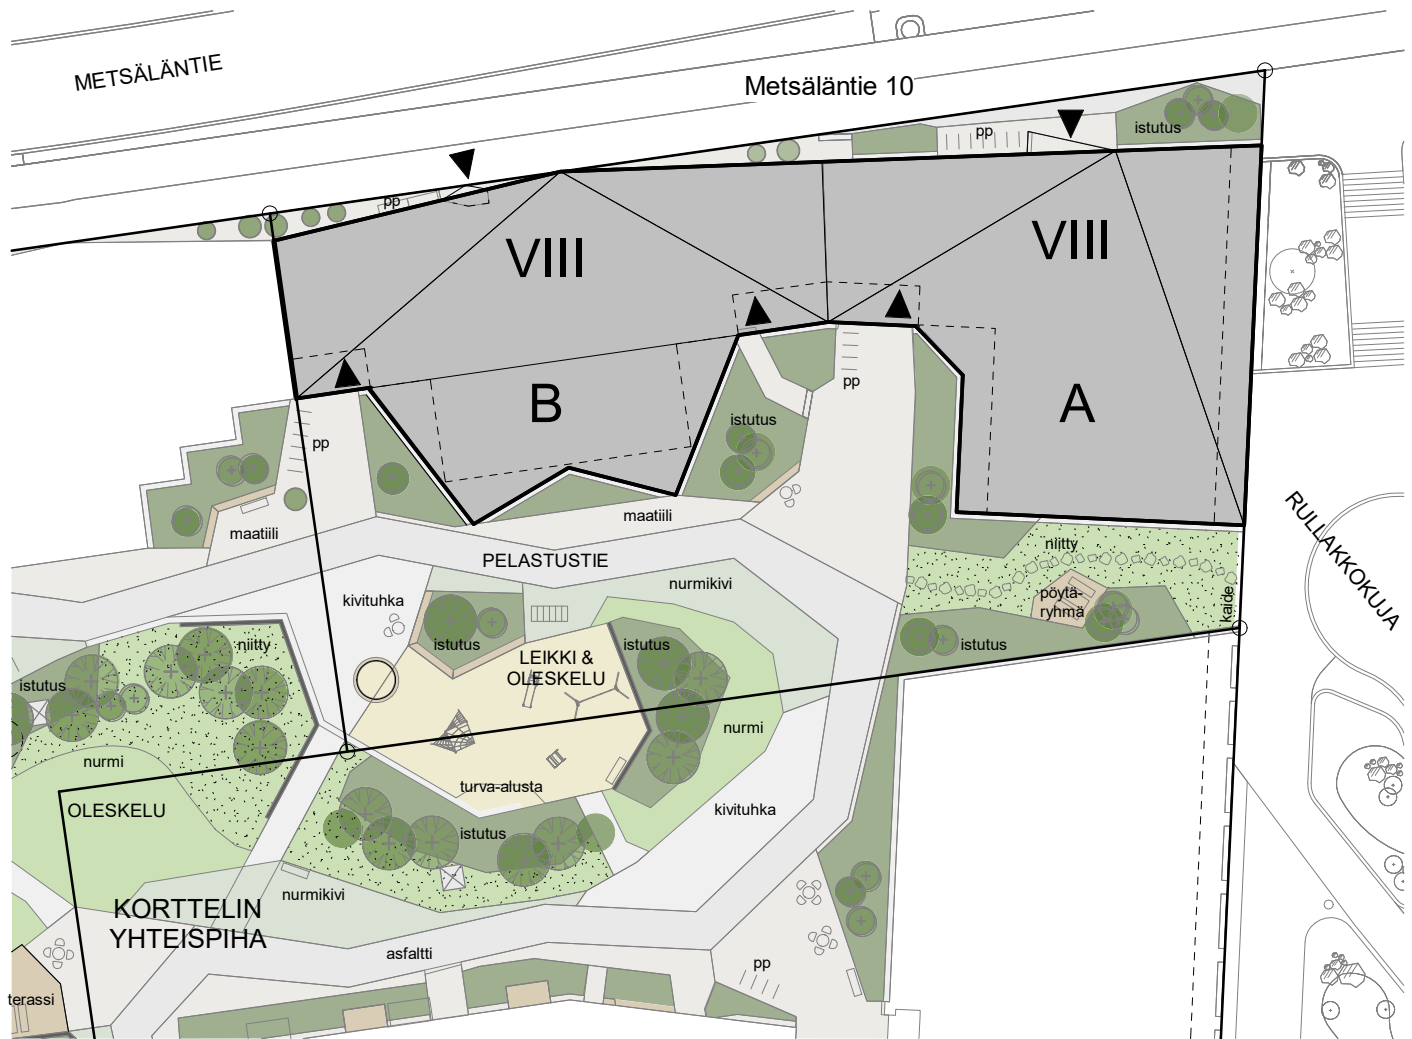 METSÄLÄNTIE
Metsäläntie 10
pp
istutus
pp
VIII
VIII
B
A
pp
istutus
pp
maatiili
maatiili
niitty
RULLAKKOKUJA
PELASTUSTIE
nurmikivi
kivituhka
pöytä-
ryhmä
kaide
niitty
istutus
istutus
istutus
LEIKKI &
OLESKELU
istutus
nurmi
nurmi
turva-alusta
OLESKELU
istutus
kivituhka
nurmikivi
KORTTELIN
YHTEISPIHA
asfaltti
pp
terassi